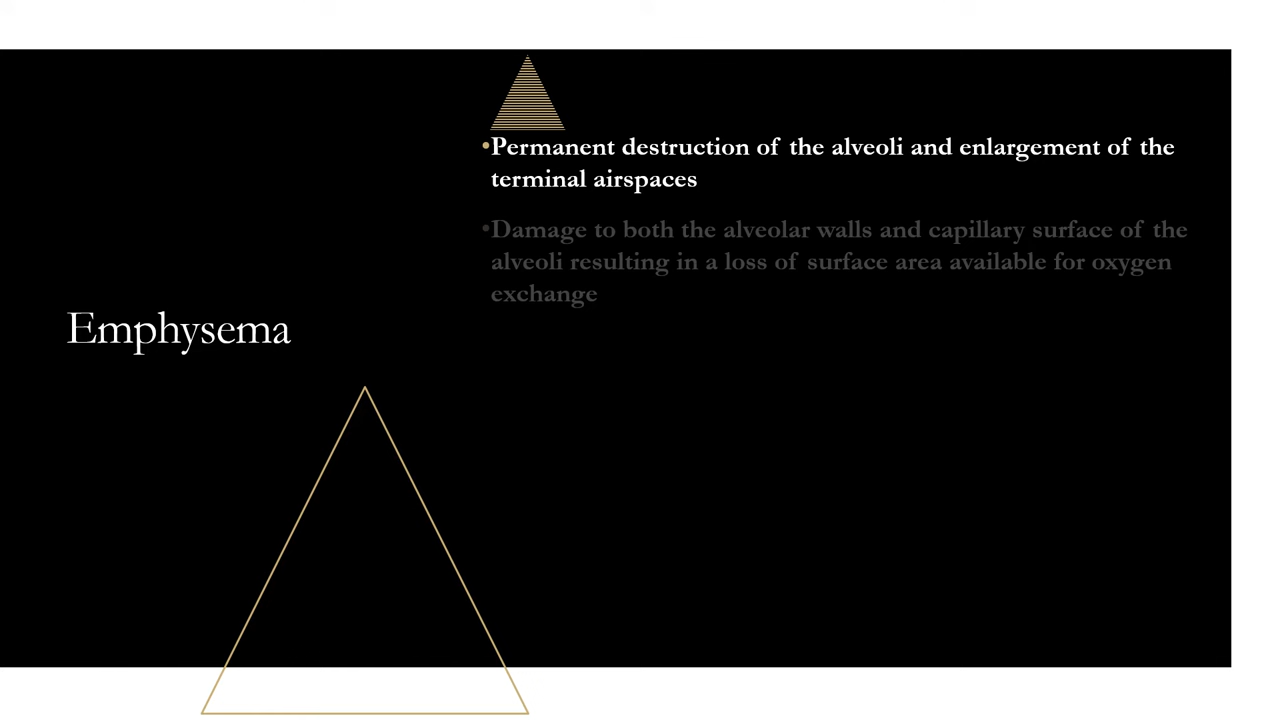 Emphysema
•Permanent destruction of the alveoli and enlargement of the
terminal airspaces
•Damage to both the alveolar walls and capillary surface of the
alveoli resulting in a loss of surface area available for oxygen
exchange